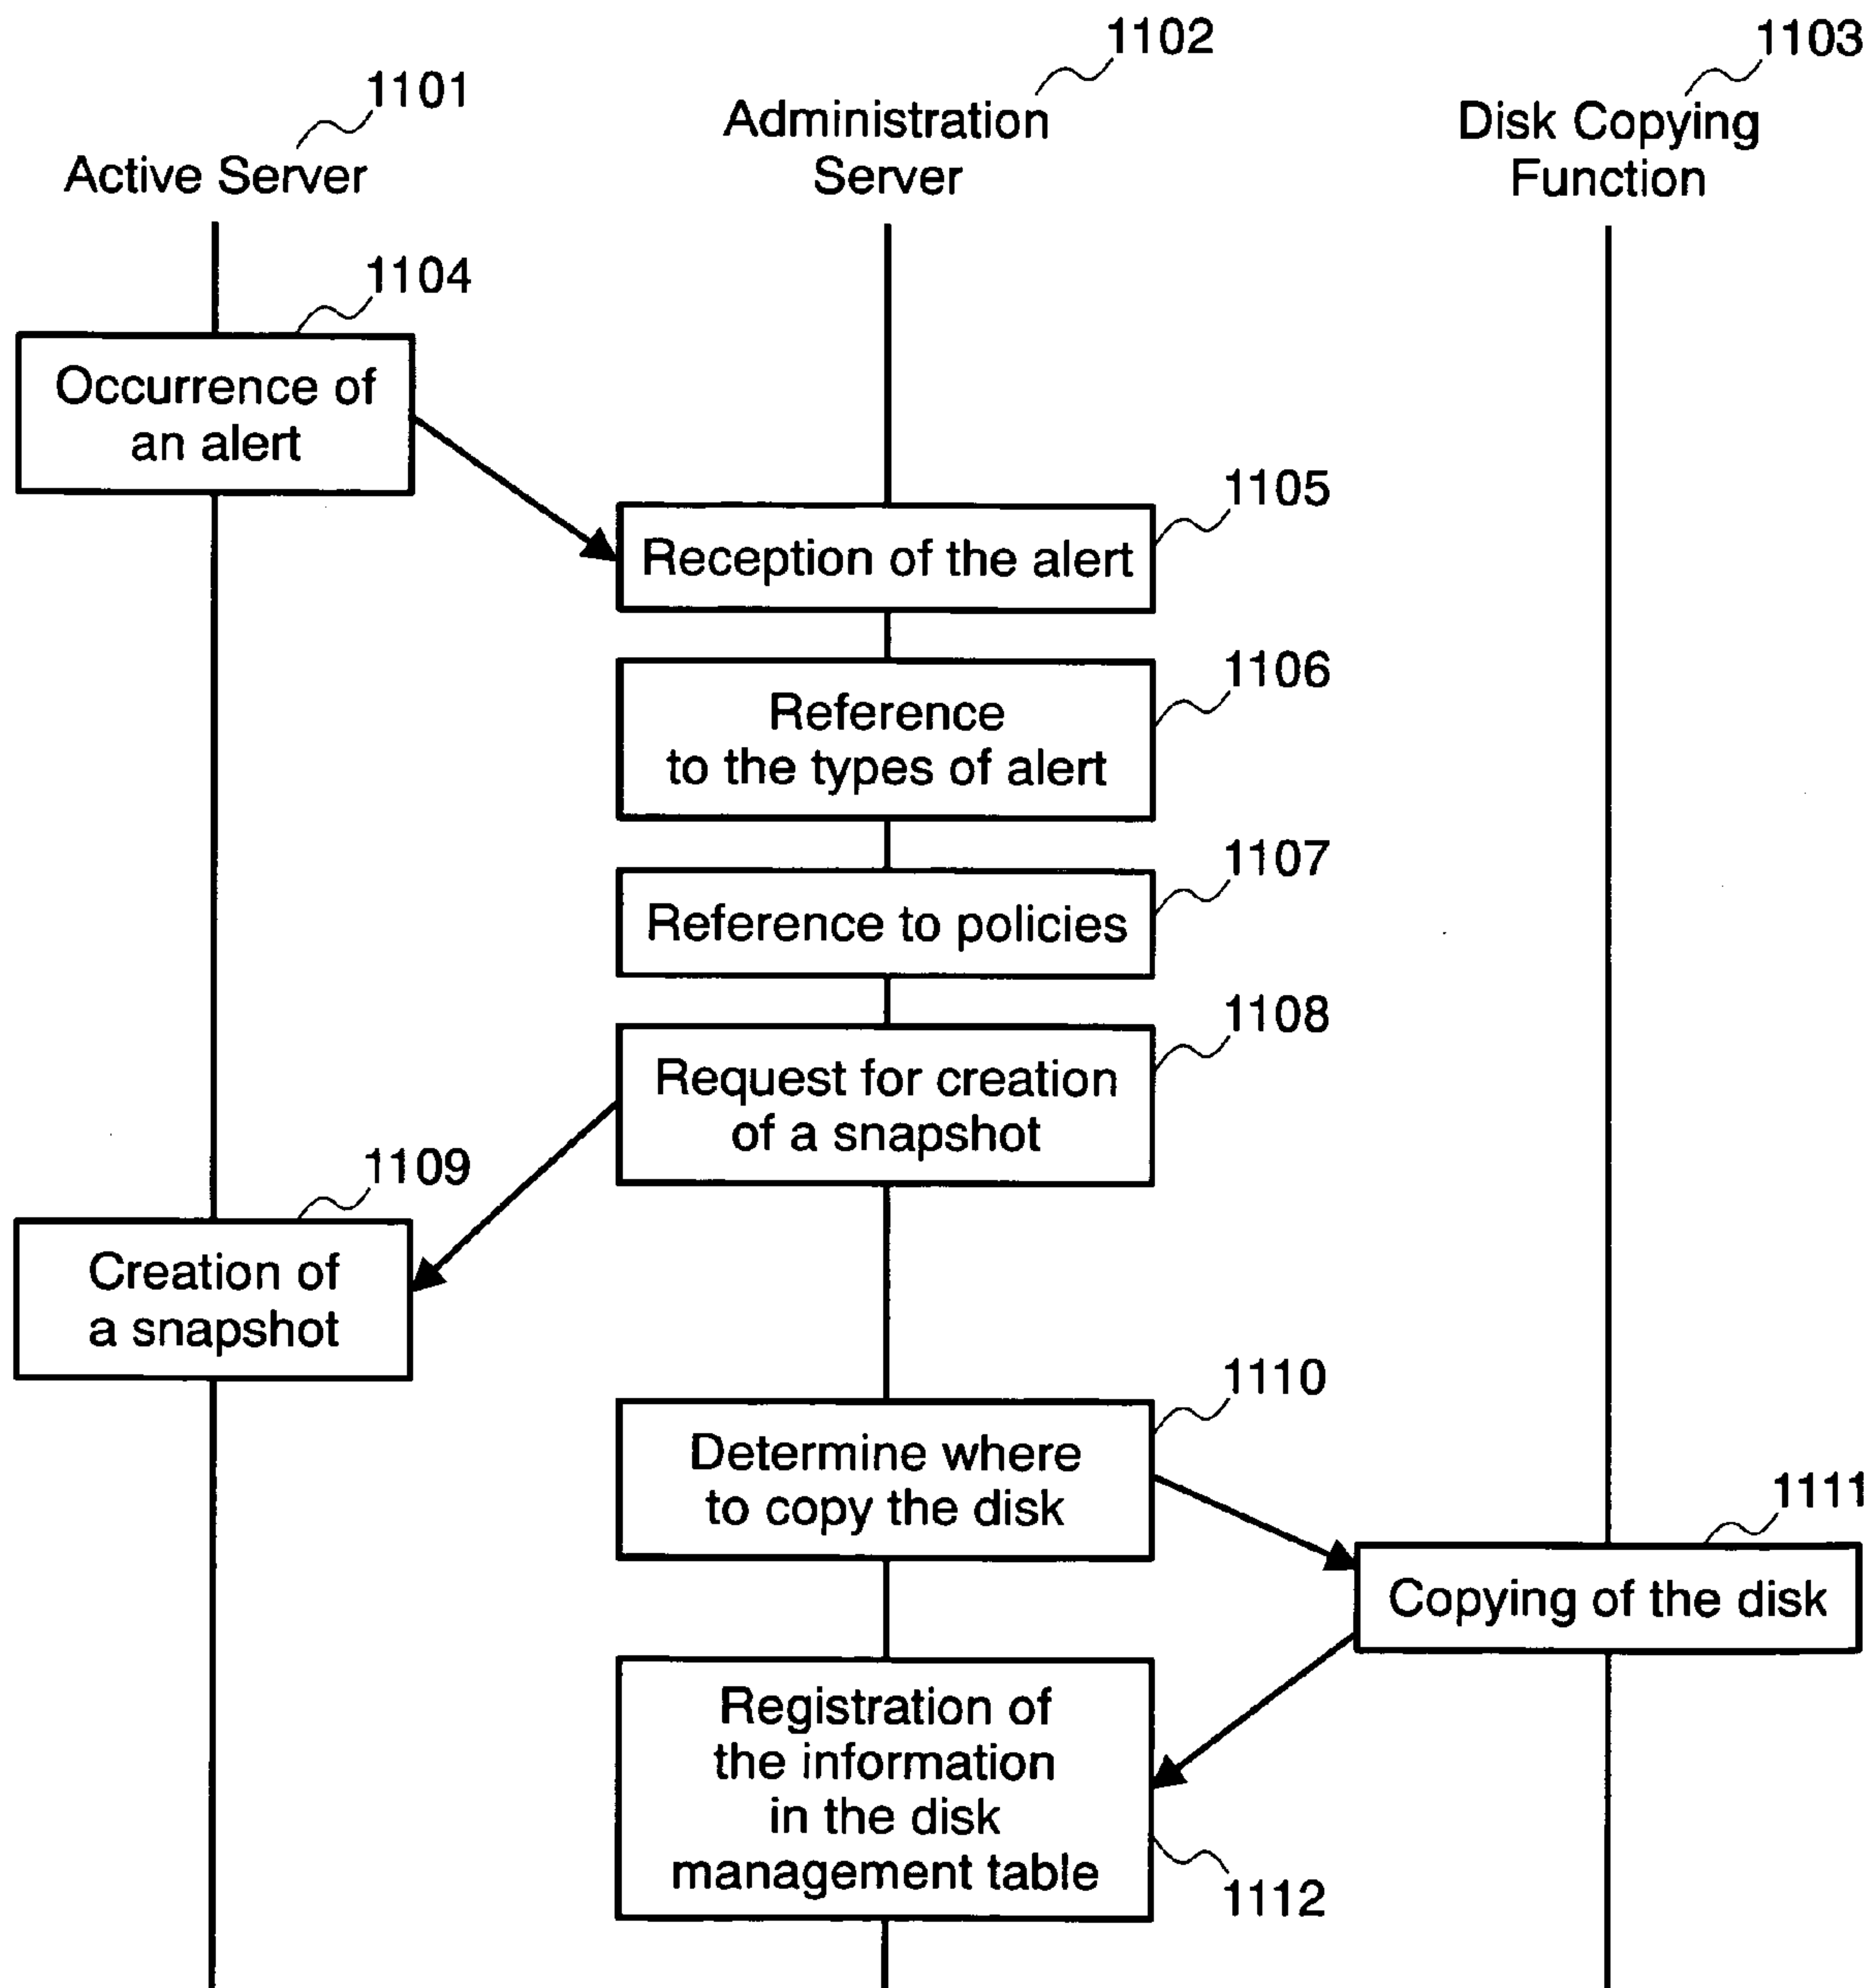 1102
1103
1101
Administration
Server
Disk Copying
Function
Active Server
1104
Occurrence of
an alert
1105
Reception of the alert
1106
Reference
to the types of alert
1107
Reference to policies
1108
Request for creation
of a snapshot
1109
Creation of
a snapshot
1110
Determine where
to copy the disk
1111
Copying of the disk
Registration of
the information
in the disk
management table
1112